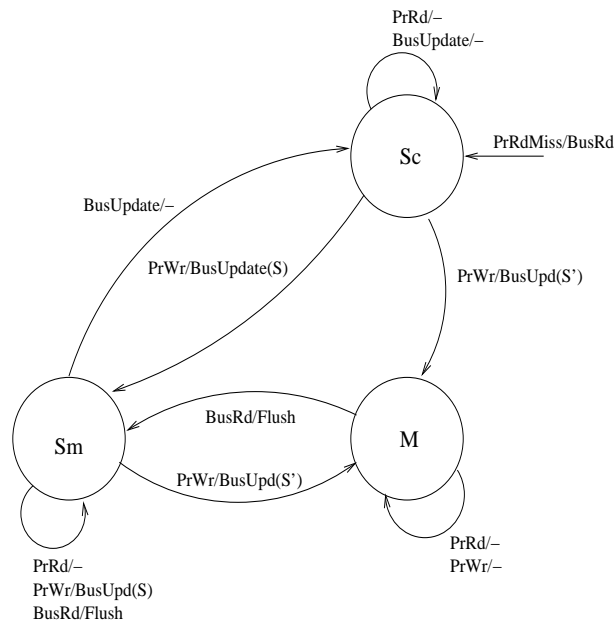 PrRd/–
BusUpdate/–
Sc
PrRdMiss/BusRd
BusUpdate/–
PrWr/BusUpdate(S)
PrWr/BusUpd(S’)
Sm
BusRd/Flush
M
PrWr/BusUpd(S’)
PrRd/–
PrWr/–
PrRd/–
PrWr/BusUpd(S)
BusRd/Flush